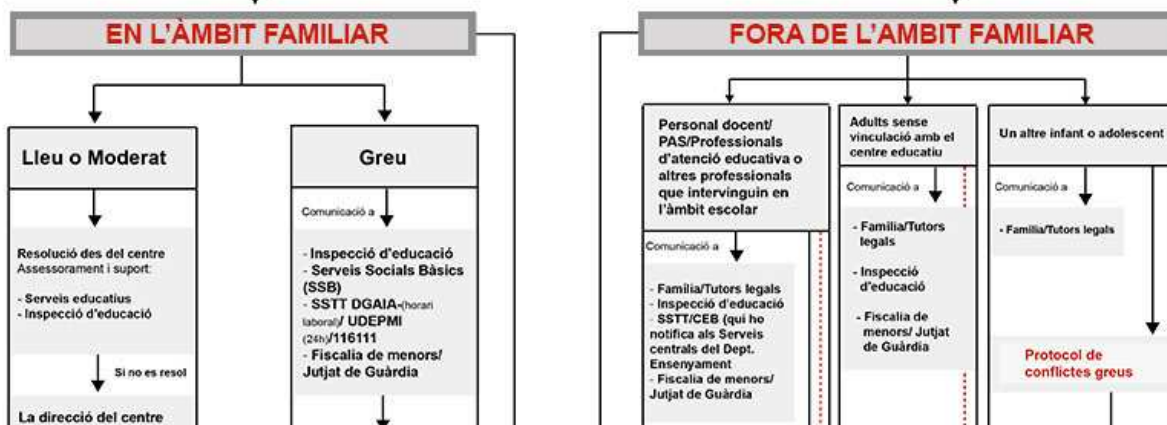 EN L'ÀMBIT FAMILIAR
Lleu o Moderat
Resolució des del centre
Assessorament i suport:
- Serveis educatius
- Inspecció d'educació
Si no es resol
La direcció del centre
Greu
Comunicació a
- Inspecció d'educació
- Serveis Socials Bàsics
(SSB)
- SSTT DGAIA-(horari
laboral)/ UDEPMI
(24h)/116111
- Fiscalia de menors/
Jutjat de Guàrdia
FORA DE L'AMBIT FAMILIAR
Personal docent/
PAS/Professionals
d'atenció educativa o
altres professionals
que intervinguin en
l'àmbit escolar
Comunicació a
- Familia/Tutors legals
- Inspecció d'educació
- SSTT/CEB (qui ho
notifica als Serveis
centrals del Dept.
Ensenyament
- Fiscalia de menors/
Jutjat de Guàrdia
Adults sense
vinculació amb el
centre educatiu
Comunicació a
- Familia/Tutors
legals
- Inspecció
d'educació
- Fiscalia de
menors/ Jutjat
de Guàrdia
Un altre infant o adolescent
Comunicació a
- Familia/Tutors legals
Protocol de
conflictes greus